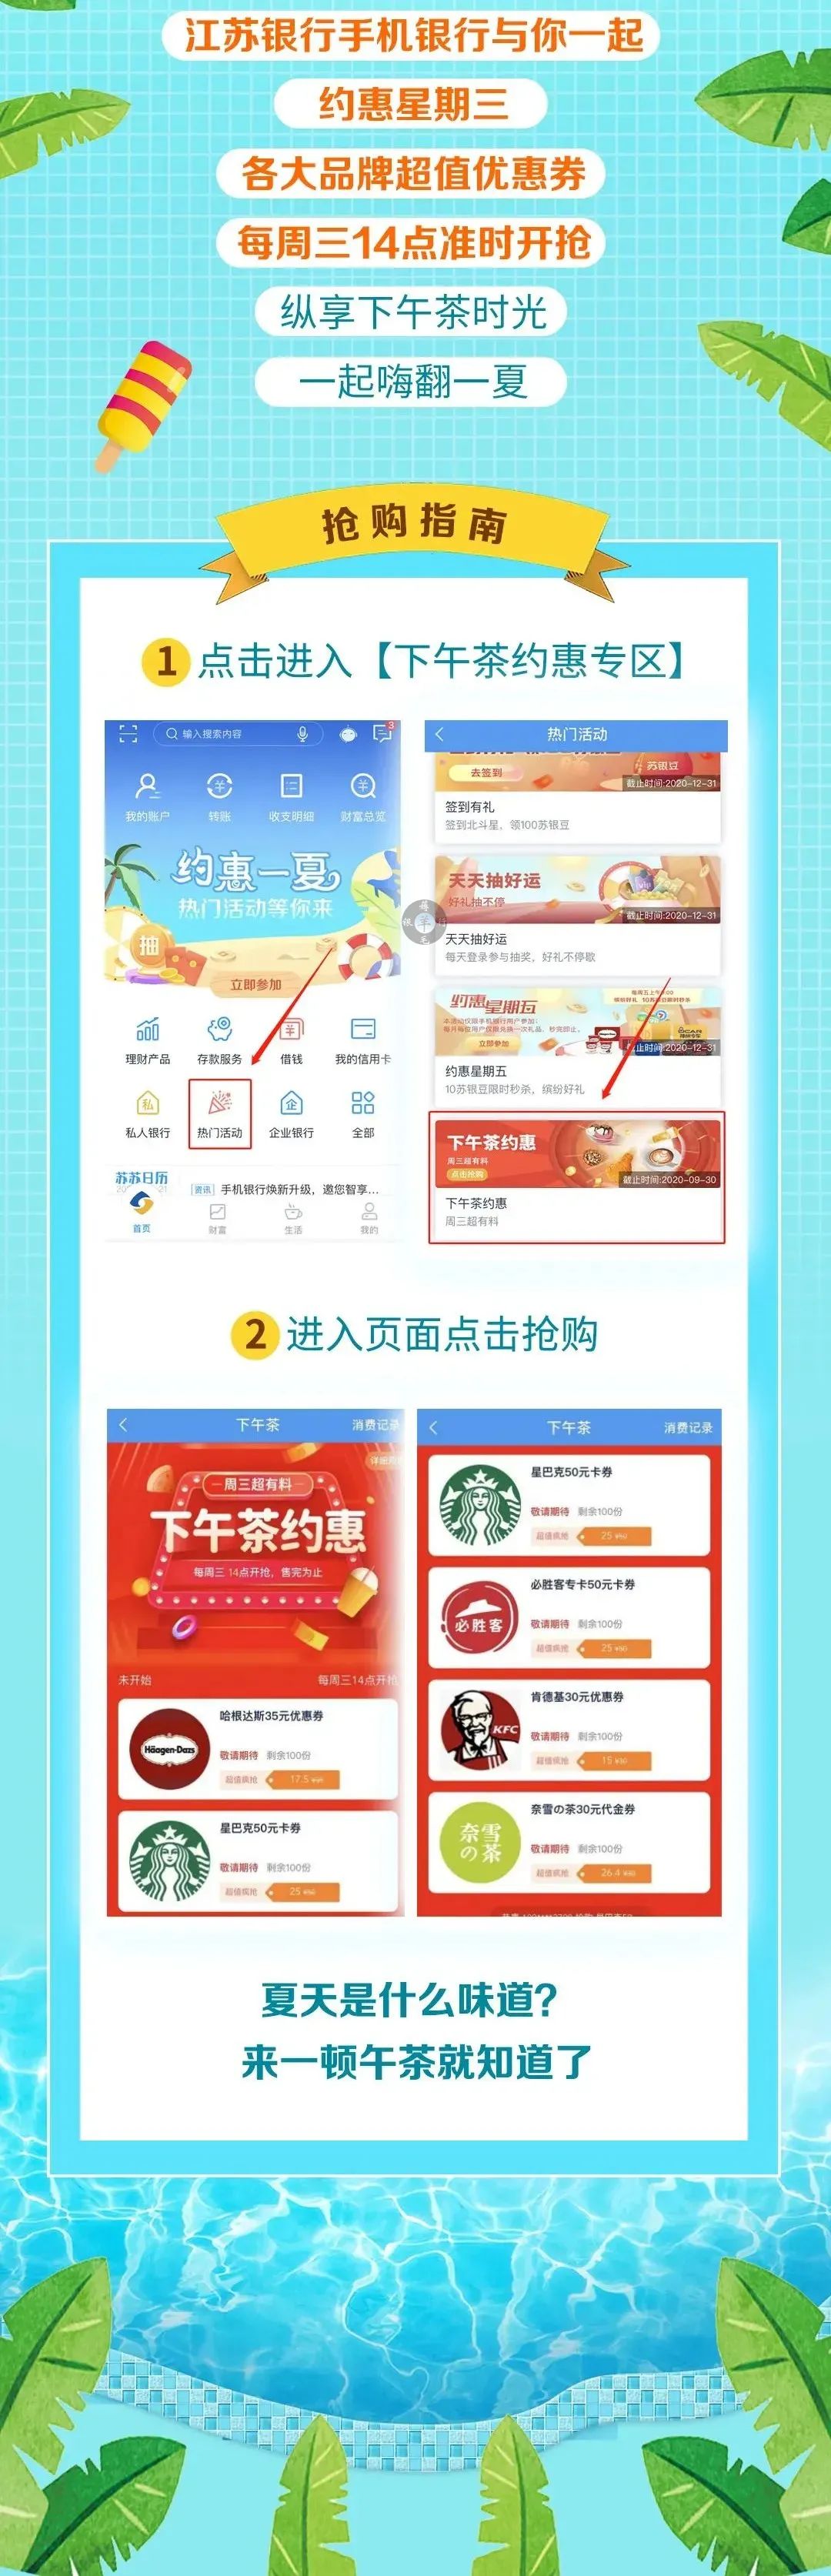 江苏银行手机银行与你一起
约惠星期三
各大品牌超值优惠券
每周三14点准时开抢
纵享下午茶时光
一起嗨翻一夏
抢购指南
1 点击进入【下午茶约惠专区】
输入搜索内容
3
我的账户 转账 收支明细 财富总览
约惠一夏
热门活动等你来
抽
立即参加
理财产品 存款服务 借钱 我的信用卡
私 企
私人银行 热门活动 企业银行 全部
苏苏日历
[资讯] 手机银行焕新升级，邀您智享...
首页 财富 生活 我的
热门活动
去签到
苏银豆
截止时间:2020-12-31
签到有礼
签到北斗星，领100苏银豆
天天抽好运
好礼抽不停
截止时间:2020-12-31
天天抽好运
每天登录参与抽奖，好礼不停歇
约惠星期五
立即参加
截止时间:2020-12-31
约惠星期五
10苏银豆限时秒杀，缤纷好礼
下午茶约惠
周三超有料
点击抢购
截止时间:2020-09-30
下午茶约惠
周三超有料
2 进入页面点击抢购
下午茶 消费记录
周三超有料
下午茶约惠
每周三 14点开抢，售完为止
未开始 每周三14点开抢
Häagen-Dazs
哈根达斯35元优惠券
敬请期待 剩余100份
超值疯抢 17.5
星巴克50元卡券
敬请期待 剩余100份
超值疯抢 25 ¥50
下午茶 消费记录
星巴克50元卡券
敬请期待 剩余100份
超值疯抢 25 ¥50
必胜客
必胜客专卡50元卡券
敬请期待 剩余100份
超值疯抢 25 ¥50
KFC
肯德基30元优惠券
敬请期待 剩余100份
超值疯抢 15 ¥30
奈雪の茶
奈雪の茶30元代金券
敬请期待 剩余100份
超值疯抢 26.4 ¥30
夏天是什么味道?
来一顿午茶就知道了